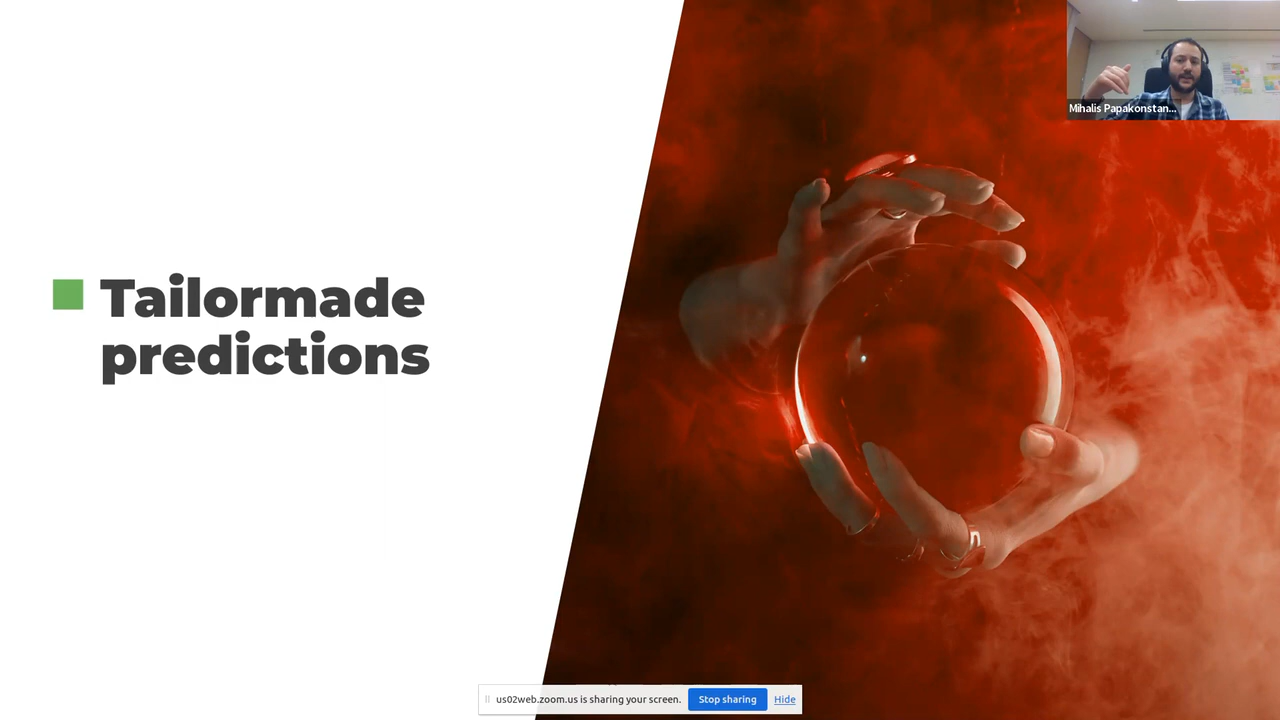 Mihalis Papakonstan...
Tailormade
predictions
us02web.zoom.us is sharing your screen.
Stop sharing
Hide